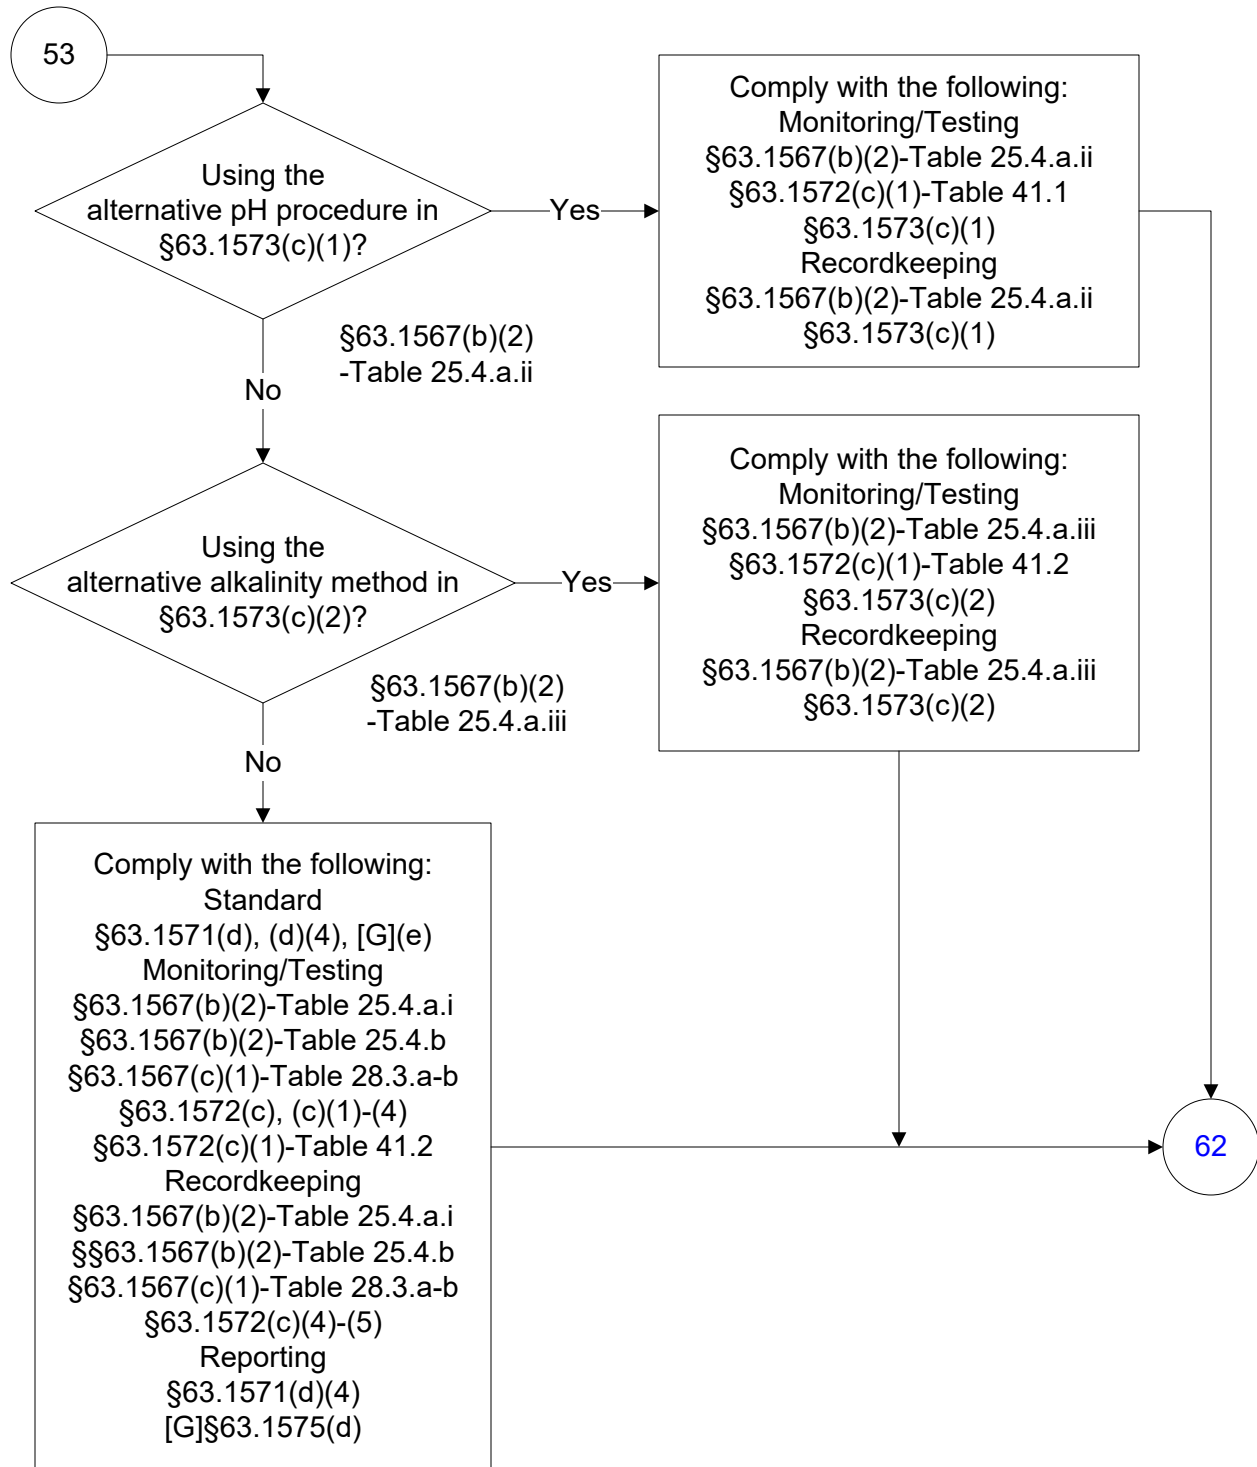 53
Using the
alternative pH procedure in
§63.1573(c)(1)?
Yes
Comply with the following:
Monitoring/Testing
§63.1567(b)(2)-Table 25.4.a.ii
§63.1572(c)(1)-Table 41.1
§63.1573(c)(1)
Recordkeeping
§63.1567(b)(2)-Table 25.4.a.ii
§63.1573(c)(1)
§63.1567(b)(2)
-Table 25.4.a.ii
No
Using the
alternative alkalinity method in
§63.1573(c)(2)?
Yes
Comply with the following:
Monitoring/Testing
§63.1567(b)(2)-Table 25.4.a.iii
§63.1572(c)(1)-Table 41.2
§63.1573(c)(2)
Recordkeeping
§63.1567(b)(2)-Table 25.4.a.iii
§63.1573(c)(2)
§63.1567(b)(2)
-Table 25.4.a.iii
No
Comply with the following:
Standard
§63.1571(d), (d)(4), [G](e)
Monitoring/Testing
§63.1567(b)(2)-Table 25.4.a.i
§63.1567(b)(2)-Table 25.4.b
§63.1567(c)(1)-Table 28.3.a-b
§63.1572(c), (c)(1)-(4)
§63.1572(c)(1)-Table 41.2
Recordkeeping
§63.1567(b)(2)-Table 25.4.a.i
§§63.1567(b)(2)-Table 25.4.b
§63.1567(c)(1)-Table 28.3.a-b
§63.1572(c)(4)-(5)
Reporting
§63.1571(d)(4)
[G]§63.1575(d)
62